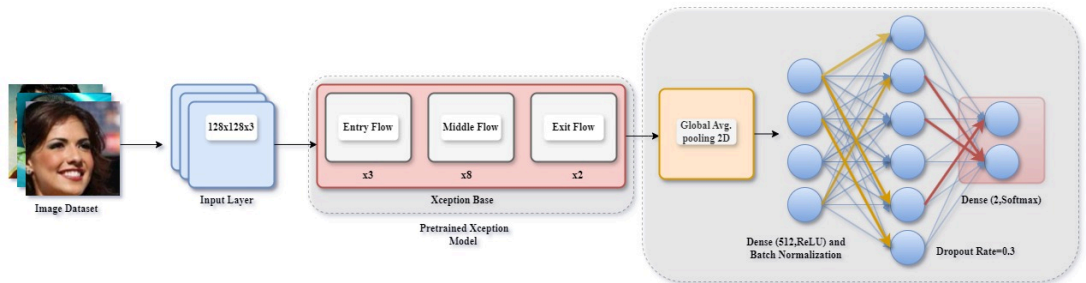 Image Dataset
128x128x3
Input Layer
Entry Flow
Middle Flow
Exit Flow
x3
x8
x2
Xception Base
Pretrained Xception
Model
Global Avg.
pooling 2D
Dense (512,ReLU) and
Batch Normalization
Dropout Rate=0.3
Dense (2,Softmax)